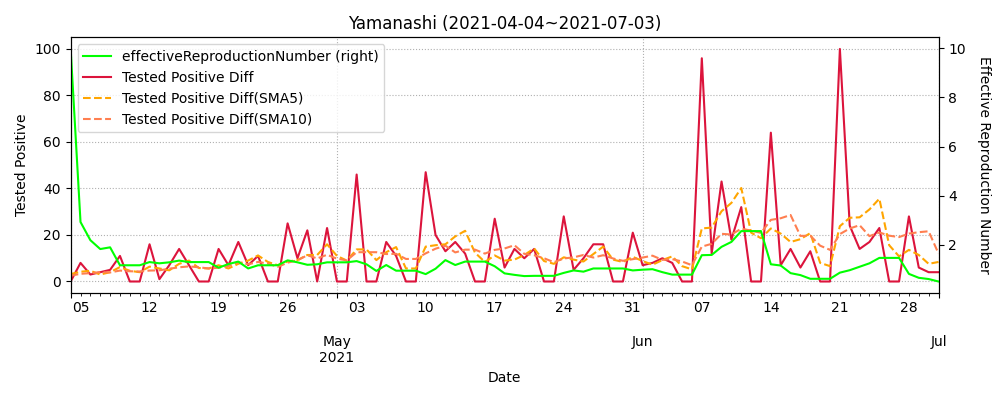 Yamanashi (2021-04-04~2021-07-03)
effectiveReproductionNumber (right)
Tested Positive Diff
Tested Positive Diff(SMA5)
Tested Positive Diff(SMA10)
Tested Positive
100
80
60
40
20
0
10
8
6
4
2
Effective Reproduction Number
05 12 19 26 03 10 17 24 31 07 14 21 28
May Jun Jul
2021
Date